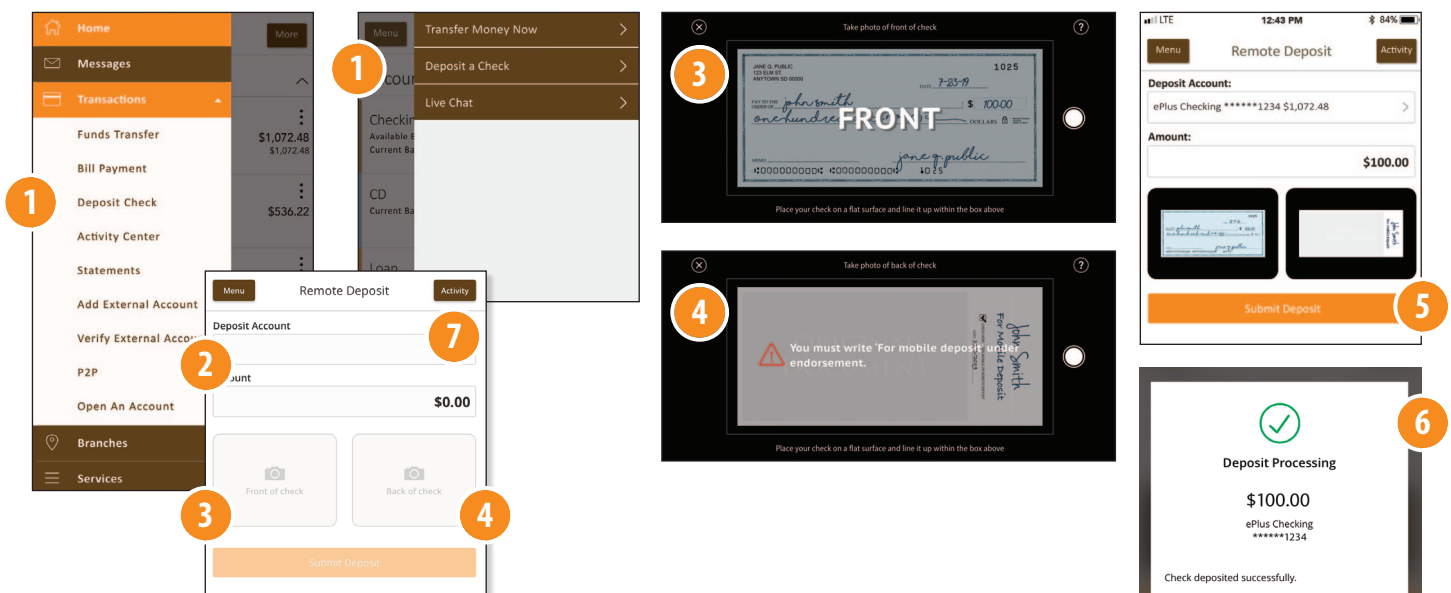 Home
Messages
Transactions
Funds Transfer
Bill Payment
Deposit Check
Activity Center
Statements
Add External Account
Verify External Accou
P2P
Open An Account
Branches
Services
More
$1,072.48
$1,072.48
$536.22
1
Menu
Remote Deposit
Activity
Deposit Account
7
2
ount
$0.00
Front of check
Back of check
3
4
Submit Deposit
Menu
1
Transfer Money Now
Deposit a Check
Live Chat
Checkin
Available B
Current Ba
CD
Current Ba
Loan
Take photo of front of check
?
3
JANE Q. PUBLIC
123 ELM ST.
ANYTOWN SD 00000
1025
DATE 7-23-19
PAY TO THE
ORDER OF john smith $ 100.00
one hundred DOLLARS
FRONT
MEMO jane q. public
1025
Place your check on a flat surface and line it up within the box above
Take photo of back of check
?
4
You must write 'For mobile deposit' under
endorsement.
John Smith
For Mobile Deposit
Place your check on a flat surface and line it up within the box above
LTE 12:43 PM 84%
Menu
Remote Deposit
Activity
Deposit Account:
ePlus Checking ******1234 $1,072.48
Amount:
$100.00
Submit Deposit
5
6
Deposit Processing
$100.00
ePlus Checking
******1234
Check deposited successfully.